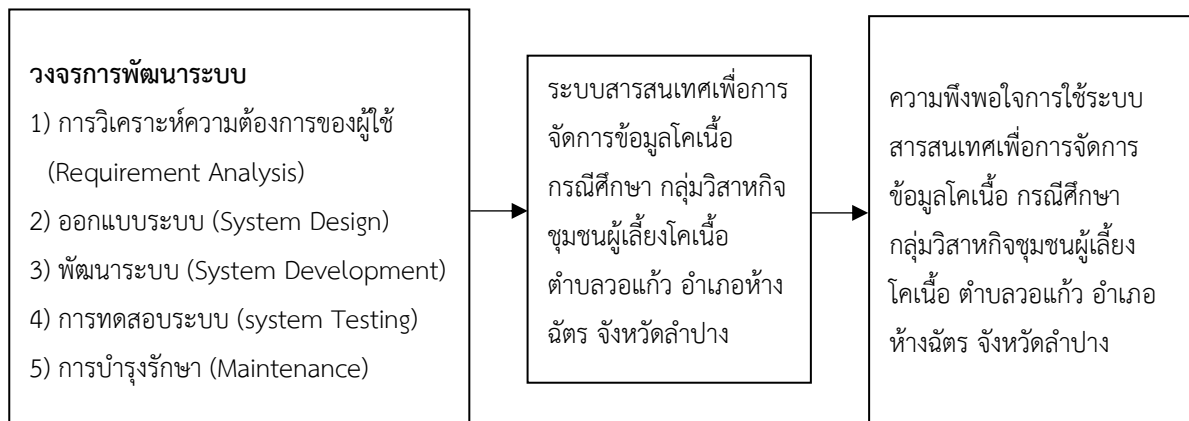 วงจรการพัฒนาระบบ
1) การวิเคราะห์ความต้องการของผู้ใช้
(Requirement Analysis)
2) ออกแบบระบบ (System Design)
3) พัฒนาระบบ (System Development)
4) การทดสอบระบบ (system Testing)
5) การบำรุงรักษา (Maintenance)
ระบบสารสนเทศเพื่อการ
จัดการข้อมูลโคเนื้อ
กรณีศึกษา กลุ่มวิสาหกิจ
ชุมชนผู้เลี้ยงโคเนื้อ
ตำบลวอแก้ว อำเภอห้าง
ฉัตร จังหวัดลำปาง
ความพึงพอใจการใช้ระบบ
สารสนเทศเพื่อการจัดการ
ข้อมูลโคเนื้อ กรณีศึกษา
กลุ่มวิสาหกิจชุมชนผู้เลี้ยง
โคเนื้อ ตำบลวอแก้ว อำเภอ
ห้างฉัตร จังหวัดลำปาง